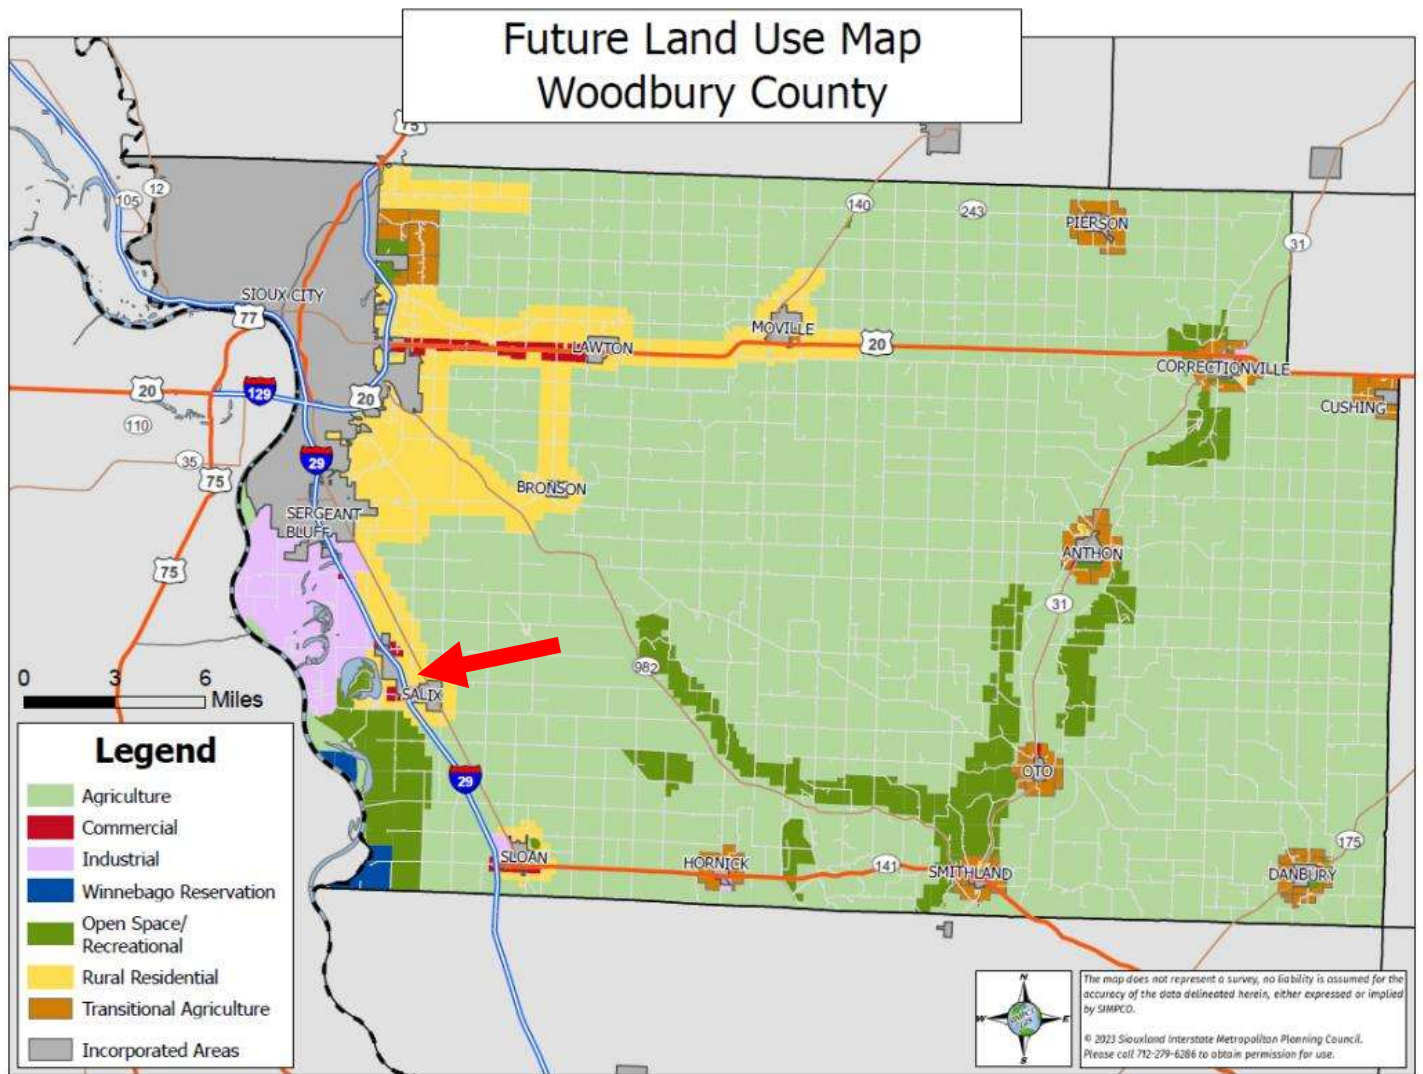 Future Land Use Map
Woodbury County
75
12
105
140
243
PIERSON
31
SIOUX CITY
77
MOVILLE
20
LAWTON
CORRECTIONVILLE
20
129
20
CUSHING
110
29
35
75
BRONSON
SERGEANT
BLUFF
ANTHON
75
31
982
0 3 6
Miles
SALIX
29
OTO
SLOAN
HORNICK
141
SMITHLAND
175
DANBURY
Legend
Agriculture
Commercial
Industrial
Winnebago Reservation
Open Space/
Recreational
Rural Residential
Transitional Agriculture
Incorporated Areas
N
W
E
S
SIMPCO
GIS
The map does not represent a survey, no liability is assumed for the
accuracy of the data delineated herein, either expressed or implied
by SIMPCO.
© 2023 Siouxland Interstate Metropolitan Planning Council.
Please call 712-279-6286 to obtain permission for use.